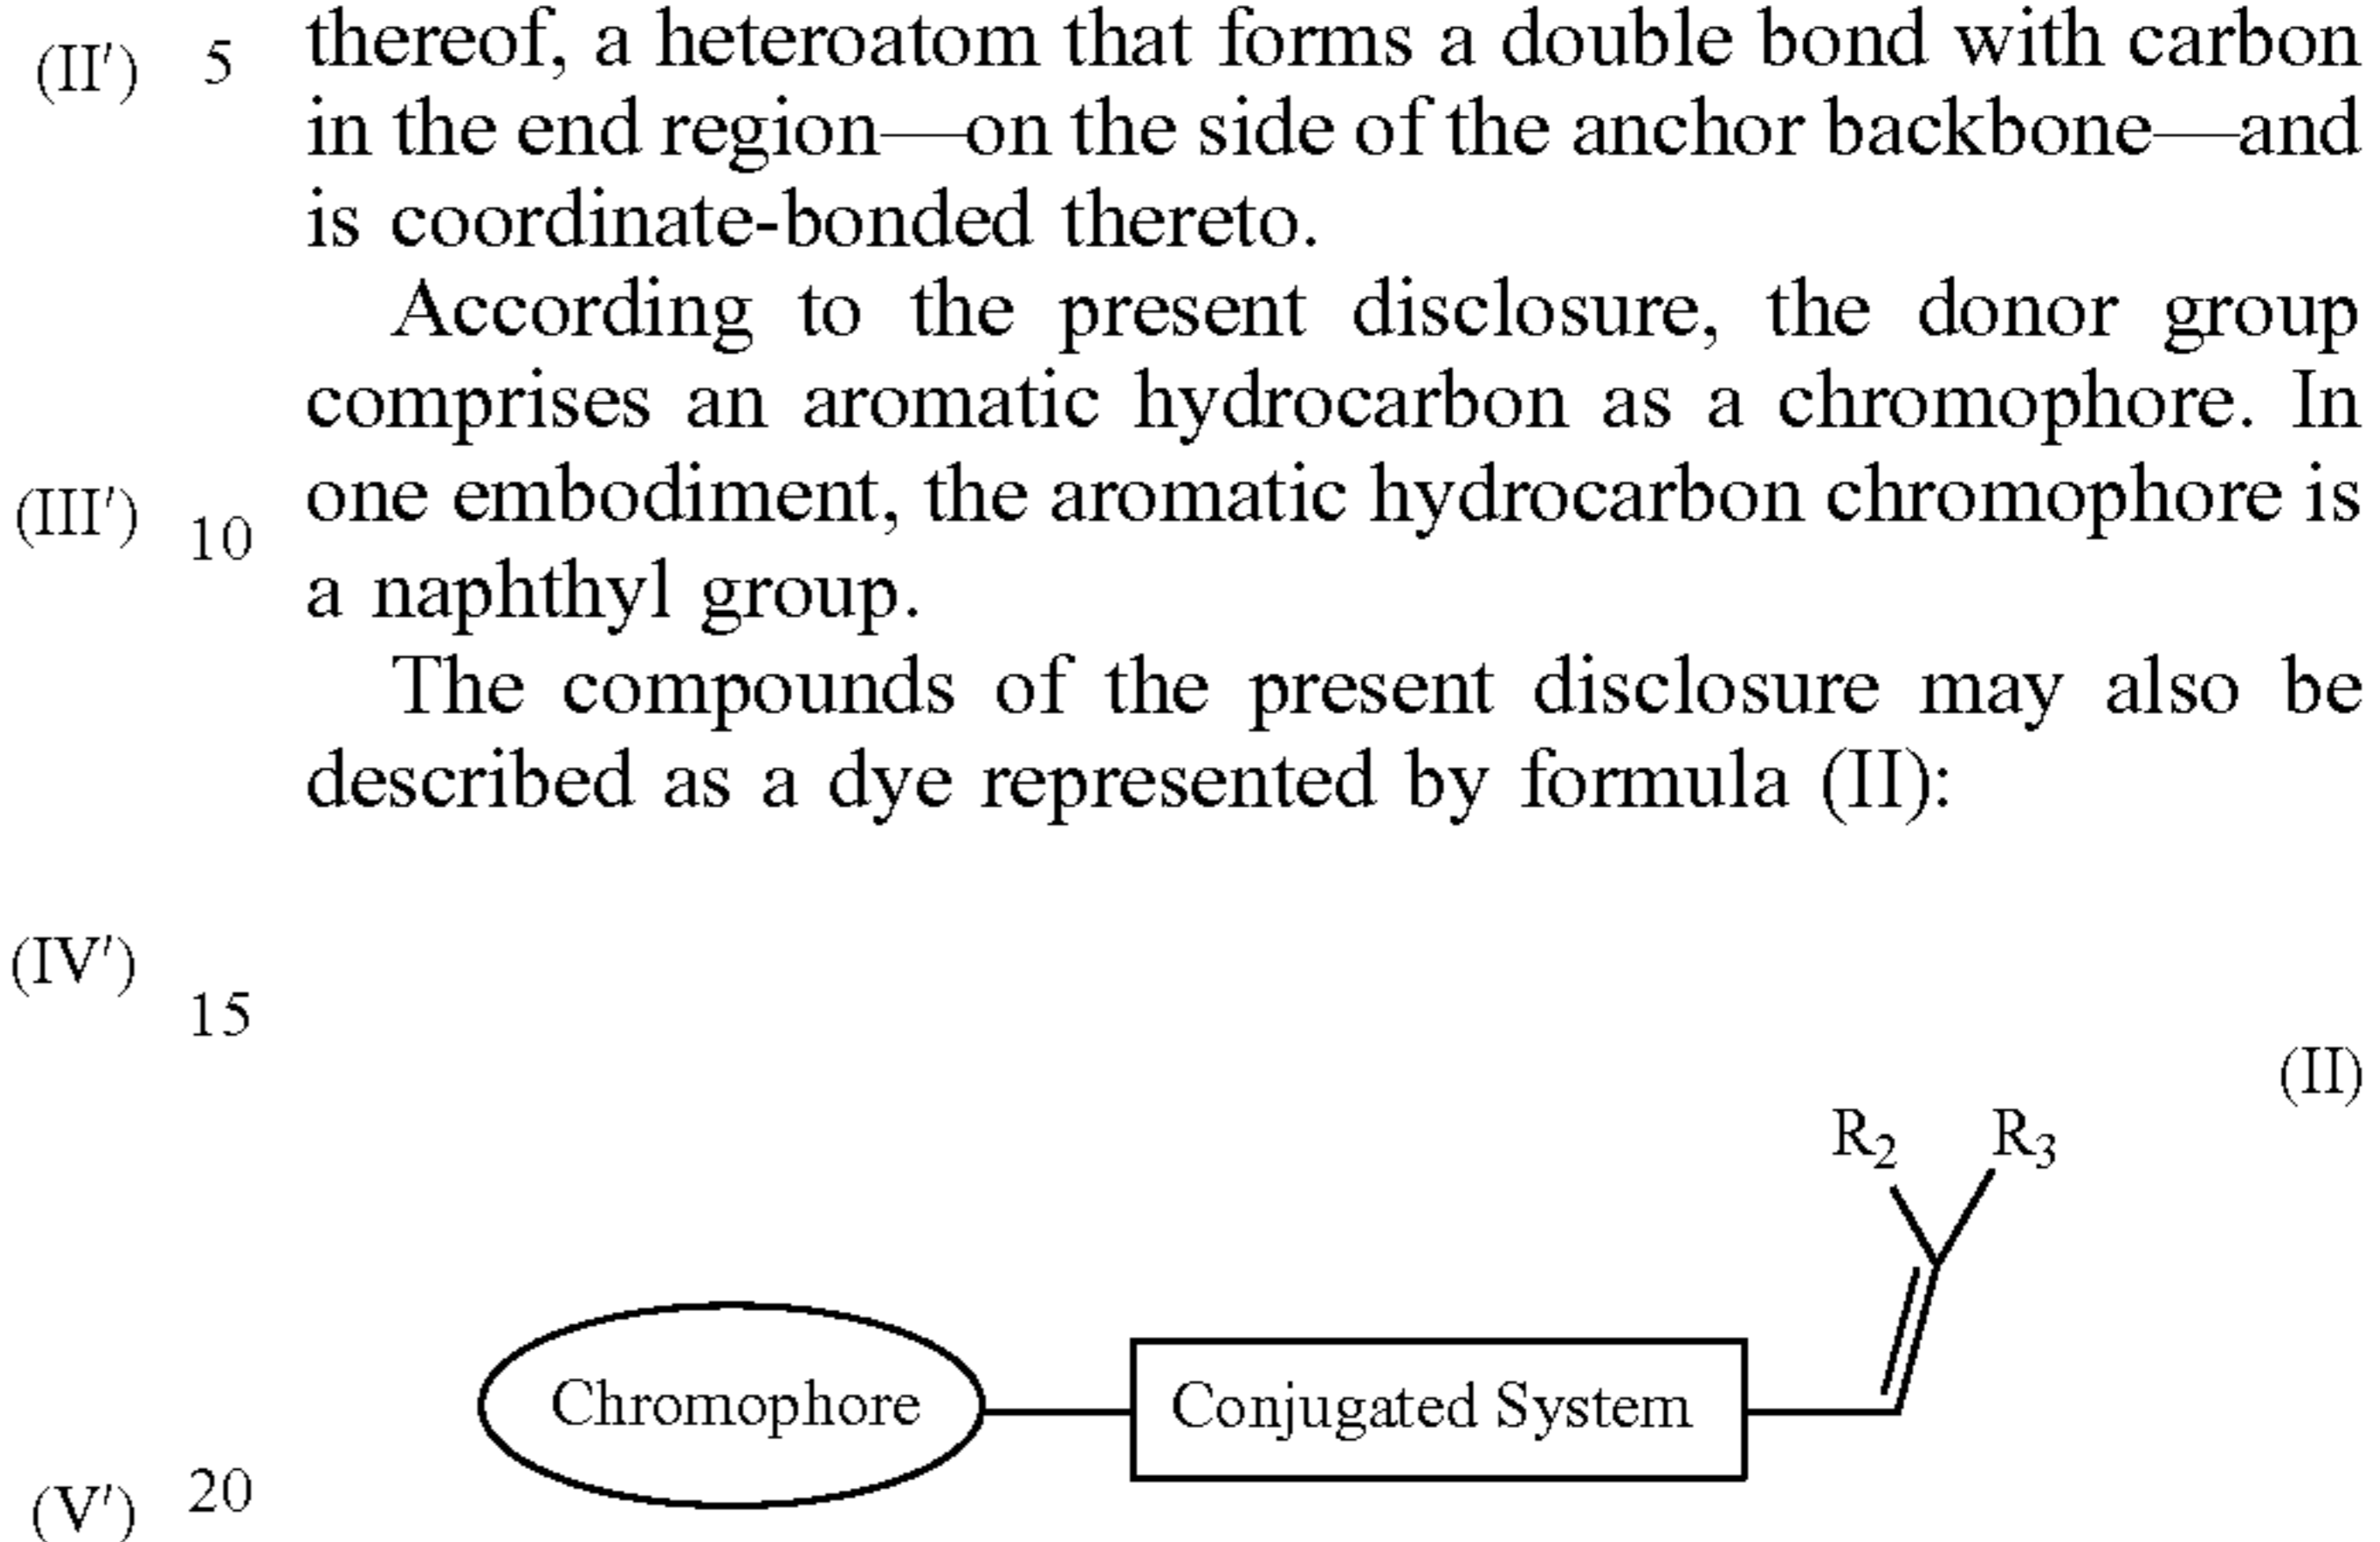 (II′) 5 thereof, a heteroatom that forms a double bond with carbon
in the end region—on the side of the anchor backbone—and
is coordinate-bonded thereto.
According to the present disclosure, the donor group
comprises an aromatic hydrocarbon as a chromophore. In
(III′) 10 one embodiment, the aromatic hydrocarbon chromophore is
a naphthyl group.
The compounds of the present disclosure may also be
described as a dye represented by formula (II):
(IV′)
15
(II)
R2 R3
Chromophore Conjugated System
(V′) 20